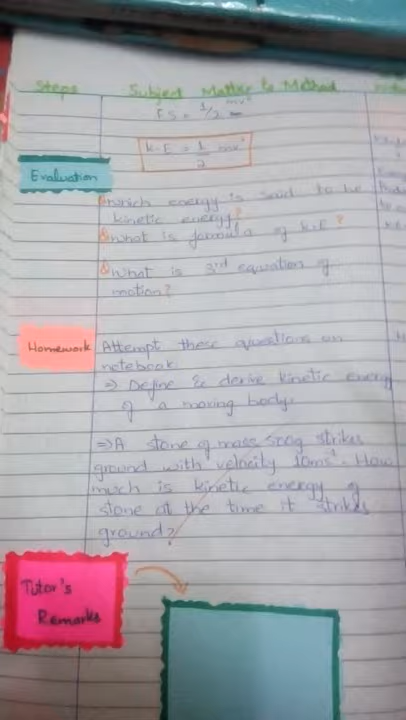 Steps
Subject Matter & Method
FS = 1/2 mv²
K.E = 1/2 mv²
Evaluation
which energy is said to be
kinetic energy?
what is formula of K.E ?
what is 3rd equation of
motion?
Homework
Attempt these questions on
notebook
⇒ Define & derive kinetic energy
of a moving body.
⇒ A stone of mass 500g strikes
ground with velocity 10ms⁻¹. How
much is kinetic energy of
stone at the time it strikes
ground?
Tutor's
Remarks